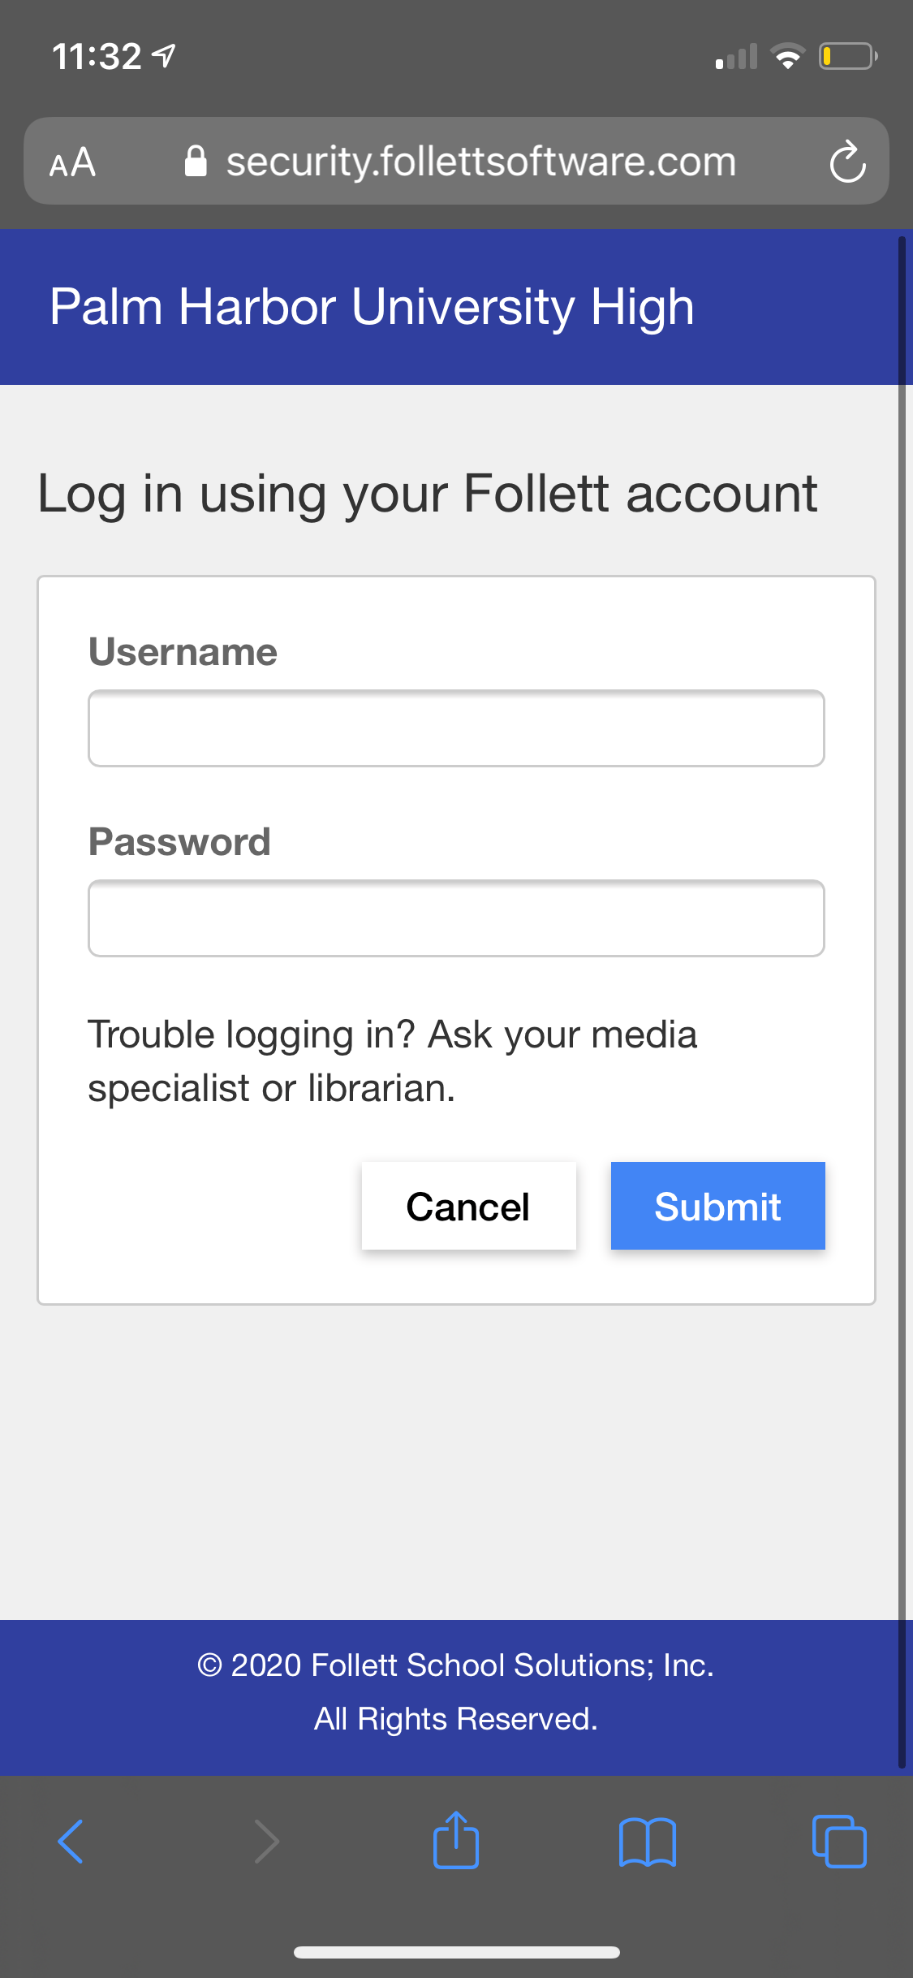 11:32
AA security.follettsoftware.com
Palm Harbor University High
Log in using your Follett account
Username
Password
Trouble logging in? Ask your media
specialist or librarian.
Cancel Submit
© 2020 Follett School Solutions; Inc.
All Rights Reserved.